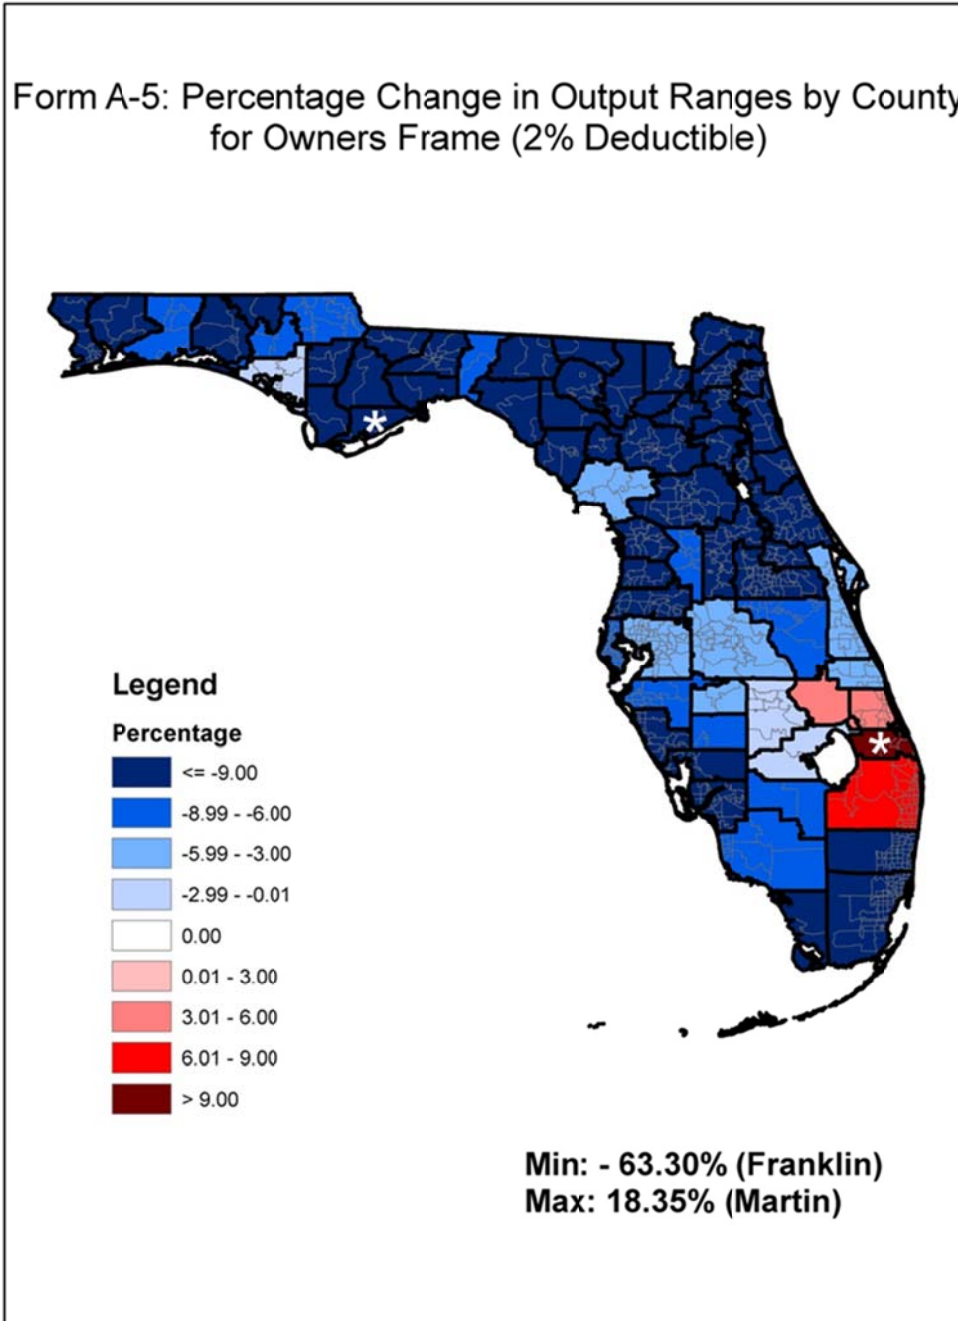 Form A-5: Percentage Change in Output Ranges by County
for Owners Frame (2% Deductible)
*
*
Legend
Percentage
<= -9.00
-8.99 - -6.00
-5.99 - -3.00
-2.99 - -0.01
0.00
0.01 - 3.00
3.01 - 6.00
6.01 - 9.00
> 9.00
Min: - 63.30% (Franklin)
Max: 18.35% (Martin)